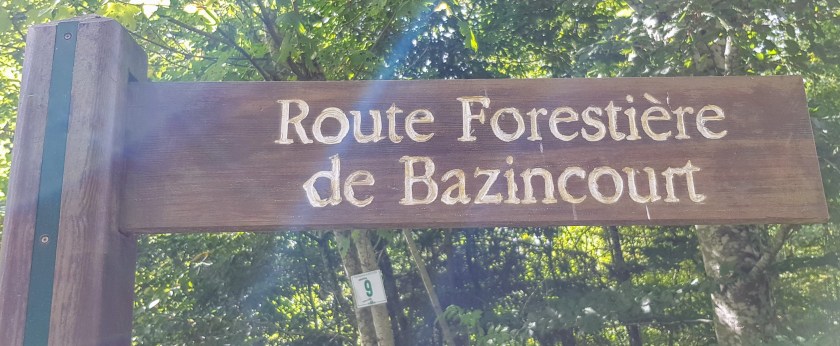 Route Forestière
de Bazincourt
9